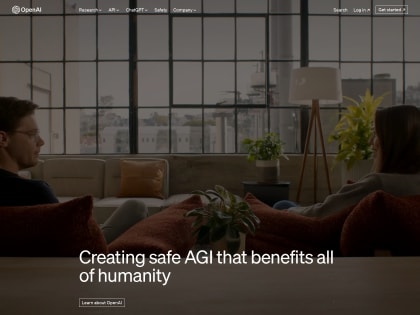 OpenAI
Research API ChatGPT Safety Company
Search Log in Get started
Creating safe AGI that benefits all
of humanity
Learn about OpenAI